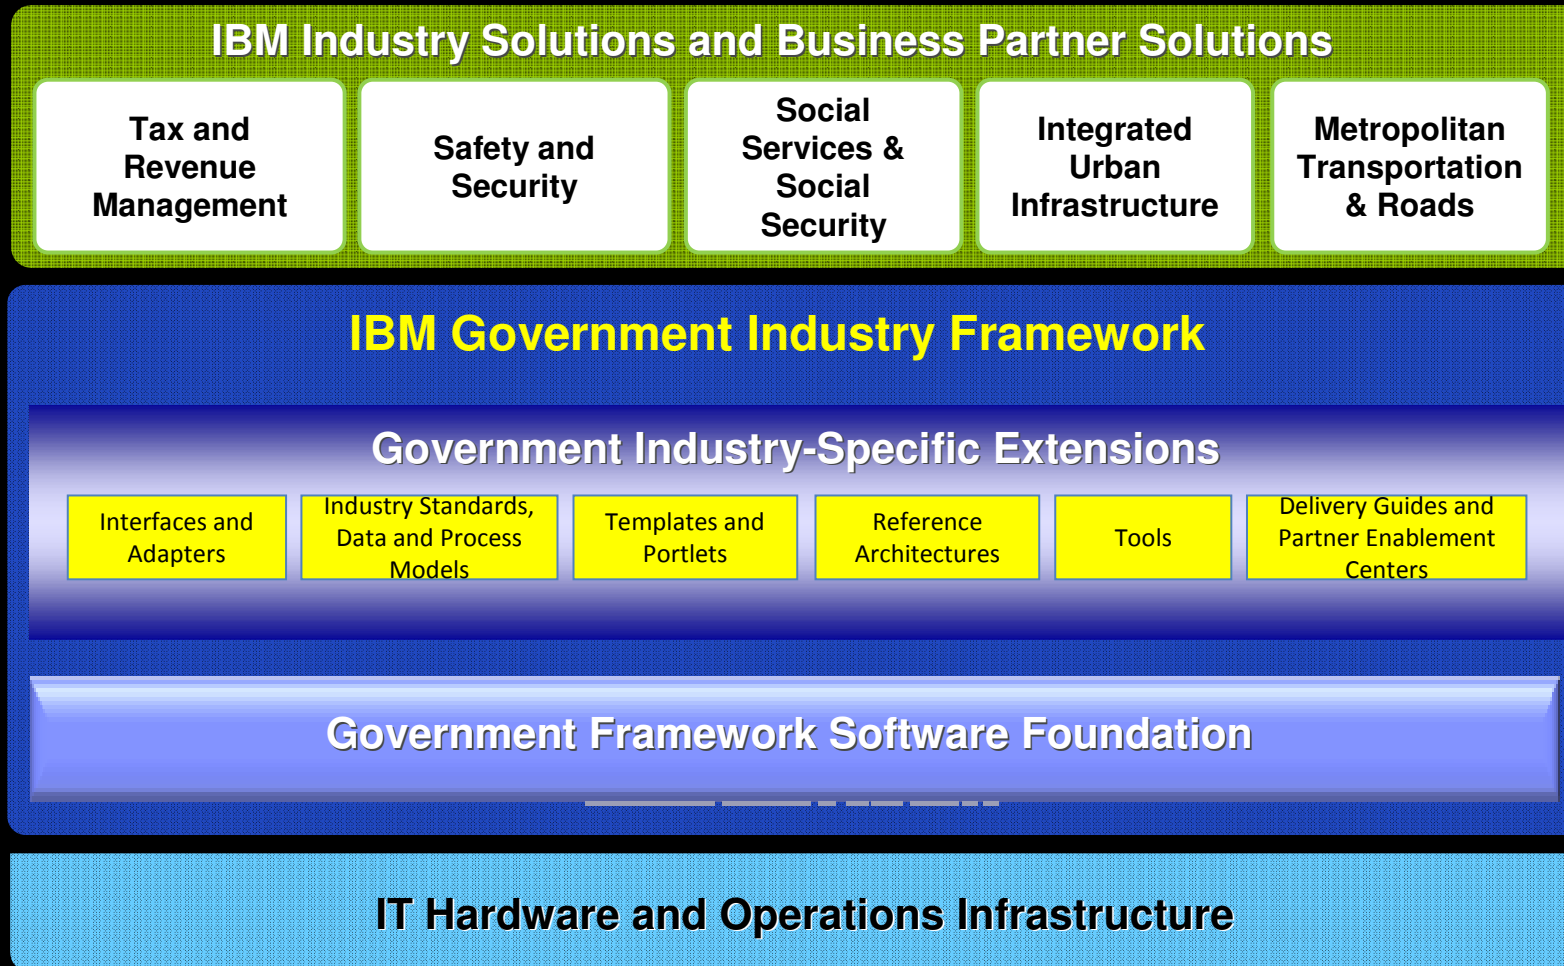 IBM Industry Solutions and Business Partner Solutions
Tax and
Revenue
Management
Safety and
Security
Social
Services &
Social
Security
Integrated
Urban
Infrastructure
Metropolitan
Transportation
& Roads
IBM Government Industry Framework
Government Industry-Specific Extensions
Interfaces and
Adapters
Industry Standards,
Data and Process
Models
Templates and
Portlets
Reference
Architectures
Tools
Delivery Guides and
Partner Enablement
Centers
Government Framework Software Foundation
IT Hardware and Operations Infrastructure